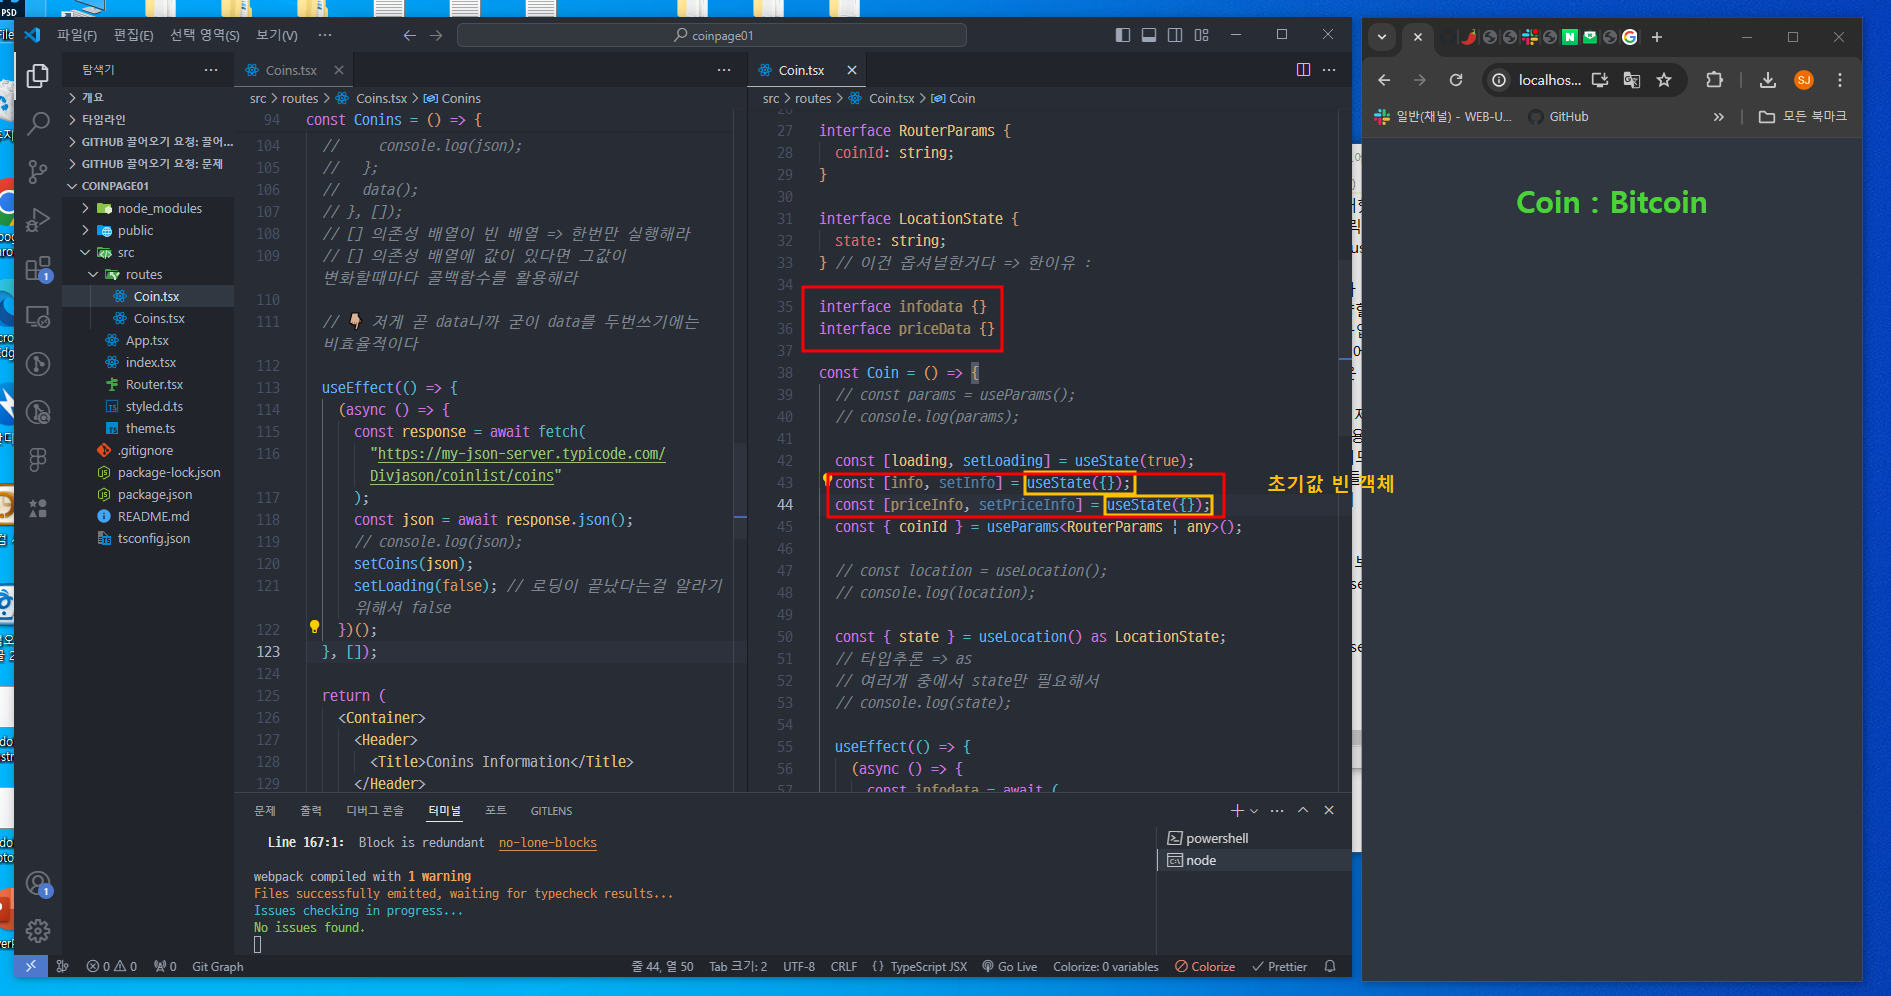 PSD
파일(F) 편집(E) 선택 영역(S) 보기(V) ···
coinpage01
탐색기
개요
타임라인
GITHUB 끌어오기 요청: 끌어...
GITHUB 끌어오기 요청: 문제
COINPAGE01
node_modules
public
src
routes
Coin.tsx
Coins.tsx
App.tsx
index.tsx
Router.tsx
styled.d.ts
theme.ts
.gitignore
package-lock.json
package.json
README.md
tsconfig.json
Coins.tsx
src > routes > Coins.tsx > Conins
94 const Conins = () => {
104 //     console.log(json);
105 //   };
106 //   data();
107 // }, []);
108 // [] 의존성 배열이 빈 배열 => 한번만 실행해라
109 // [] 의존성 배열에 값이 있다면 그값이
변화할때마다 콜백함수를 활용해라
110
111 // 👇🏻 저게 곧 data니까 굳이 data를 두번쓰기에는
비효율적이다
112
113 useEffect(() => {
114 (async () => {
115 const response = await fetch(
116 "https://my-json-server.typicode.com/
Divjason/coinlist/coins"
117 );
118 const json = await response.json();
119 // console.log(json);
120 setCoins(json);
121 setLoading(false); // 로딩이 끝났다는걸 알라기
위해서 false
122 })();
123 }, []);
124
125 return (
126 <Container>
127 <Header>
128 <Title>Conins Information</Title>
129 </Header>
Coin.tsx
src > routes > Coin.tsx > Coin
27 interface RouterParams {
28 coinId: string;
29 }
30
31 interface LocationState {
32 state: string;
33 } // 이건 옵셔널한거다 => 한이유 :
34
35 interface infodata {}
36 interface priceData {}
37
38 const Coin = () => {
39 // const params = useParams();
40 // console.log(params);
41
42 const [loading, setLoading] = useState(true);
43 const [info, setInfo] = useState({});
44 const [priceInfo, setPriceInfo] = useState({});
45 const { coinId } = useParams<RouterParams | any>();
46
47 // const location = useLocation();
48 // console.log(location);
49
50 const { state } = useLocation() as LocationState;
51 // 타입추론 => as
52 // 여러개 중에서 state만 필요해서
53 // console.log(state);
54
55 useEffect(() => {
56 (async () => {
57 const infodata = await (
초기값 빈 객체
문제 출력 디버그 콘솔 터미널 포트 GITLENS
Line 167:1:  Block is redundant  no-lone-blocks
webpack compiled with 1 warning
Files successfully emitted, waiting for typecheck results...
Issues checking in progress...
No issues found.
powershell
node
0 0 0 Git Graph 줄 44, 열 50 Tab 크기: 2 UTF-8 CRLF {} TypeScript JSX Go Live Colorize: 0 variables Colorize Prettier
localhos...
SJ
일반(채널) - WEB-U... GitHub » 모든 북마크
Coin : Bitcoin